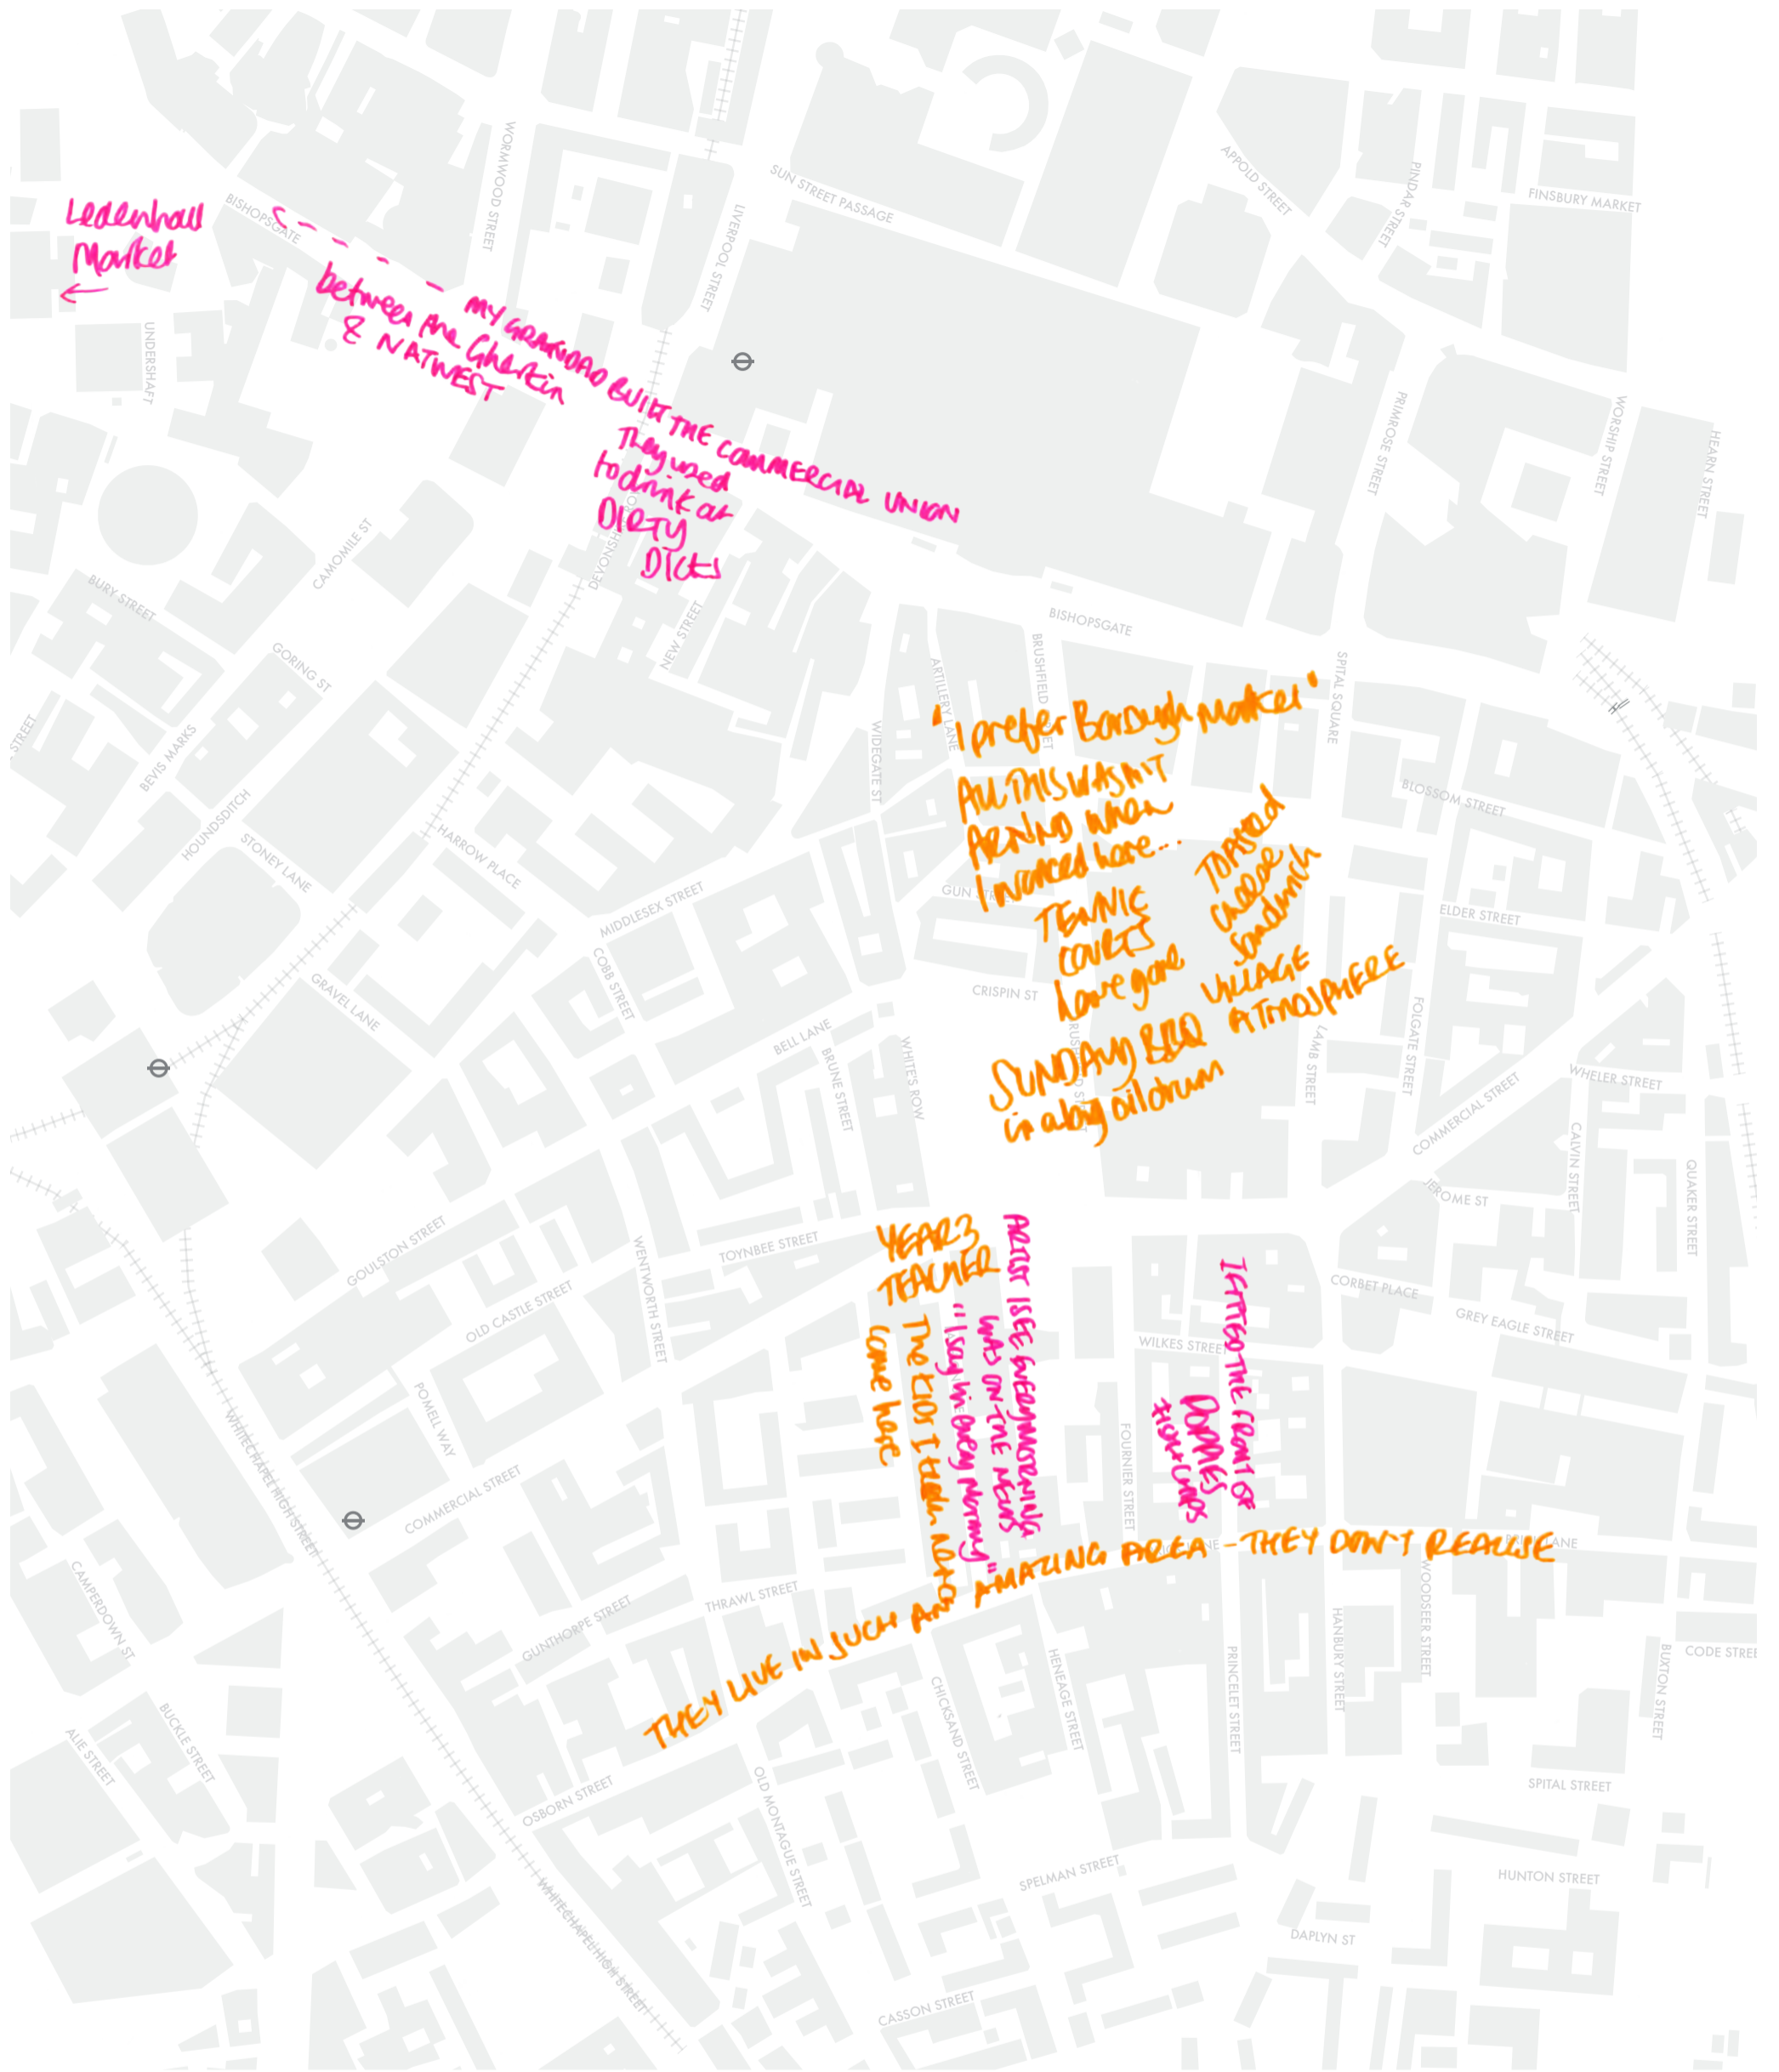 WORMWOOD STREET
LIVERPOOL STREET
SUN STREET PASSAGE
APPOLD STREET
PINDAR STREET
FINSBURY MARKET
BISHOPSGATE
Ledenhall
Market
UNDERSHAFT
MY GRANDAD BUILT THE COMMERCIAL UNION
between the Gherkin
& NATWEST
They used
to drink at
DIRTY
DICKS
PRIMROSE STREET
WORSHIP STREET
HEARN STREET
CAMOMILE ST
BURY STREET
GORING ST
NEW STREET
BISHOPSGATE
BRUSHFIELD
ARTILLERY LANE
SPITAL SQUARE
STREET
BEVIS MARKS
HOUNDSDITCH
STONEY LANE
HARROW PLACE
WIDEGATE ST
MIDDLESEX STREET
"I prefer Borough Market"
ALL THIS WASN'T
AROUND when
I worked here...
TENNIS
COURTS
have gone
TOASTED
cheese
Sandwich
VILLAGE
ATMOSPHERE
SUNDAY BBQ
in a big oil drum
BLOSSOM STREET
ELDER STREET
CRISPIN ST
COBB STREET
GRAVEL LANE
BELL LANE
BRUNE STREET
WHITE'S ROW
LAMB STREET
FOLGATE STREET
COMMERCIAL STREET
WHELER STREET
CALVIN STREET
JEROME ST
QUAKER STREET
GOULSTON STREET
TOYNBEE STREET
WENTWORTH STREET
OLD CASTLE STREET
YEAR 3
TEACHER
The KIDS I teach never
come here
ARTIST I SEE EVERY MORNING
WAS ON THE NEWS
"I say hi every morning"
I FITTED THE FRONT OF
POPPIES
FISH + CHIPS
CORBET PLACE
GREY EAGLE STREET
WILKES STREET
FOURNIER STREET
POMELL WAY
COMMERCIAL STREET
WHITECHAPEL HIGH STREET
THEY LIVE IN SUCH AN AMAZING AREA - THEY DON'T REALISE
CAMPERDOWN ST
GUNTHORPE STREET
THRAWL STREET
HENEAGE STREET
CHICKSAND STREET
PRINCELET STREET
HANBURY STREET
WOODSEER STREET
BUXTON STREET
CODE STREE
BUCKLE STREET
ALIE STREET
OSBORN STREET
OLD MONTAGUE STREET
SPITAL STREET
SPELMAN STREET
HUNTON STREET
WHITECHAPEL HIGH STREET
DAPLYN ST
CASSON STREET